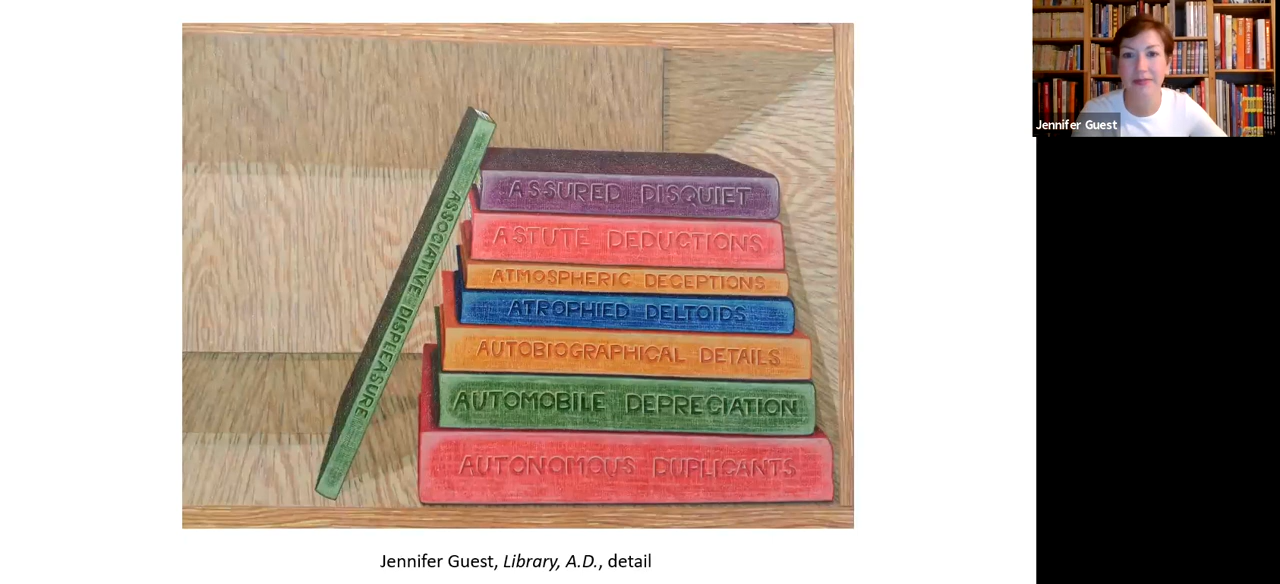 ASSOCIATIVE DISPLEASURE
ASSURED DISQUIET
ASTUTE DEDUCTIONS
ATMOSPHERIC DECEPTIONS
ATROPHIED DELTOIDS
AUTOBIOGRAPHICAL DETAILS
AUTOMOBILE DEPRECIATION
AUTONOMOUS DUPLICANTS
Jennifer Guest, Library, A.D., detail
Jennifer Guest